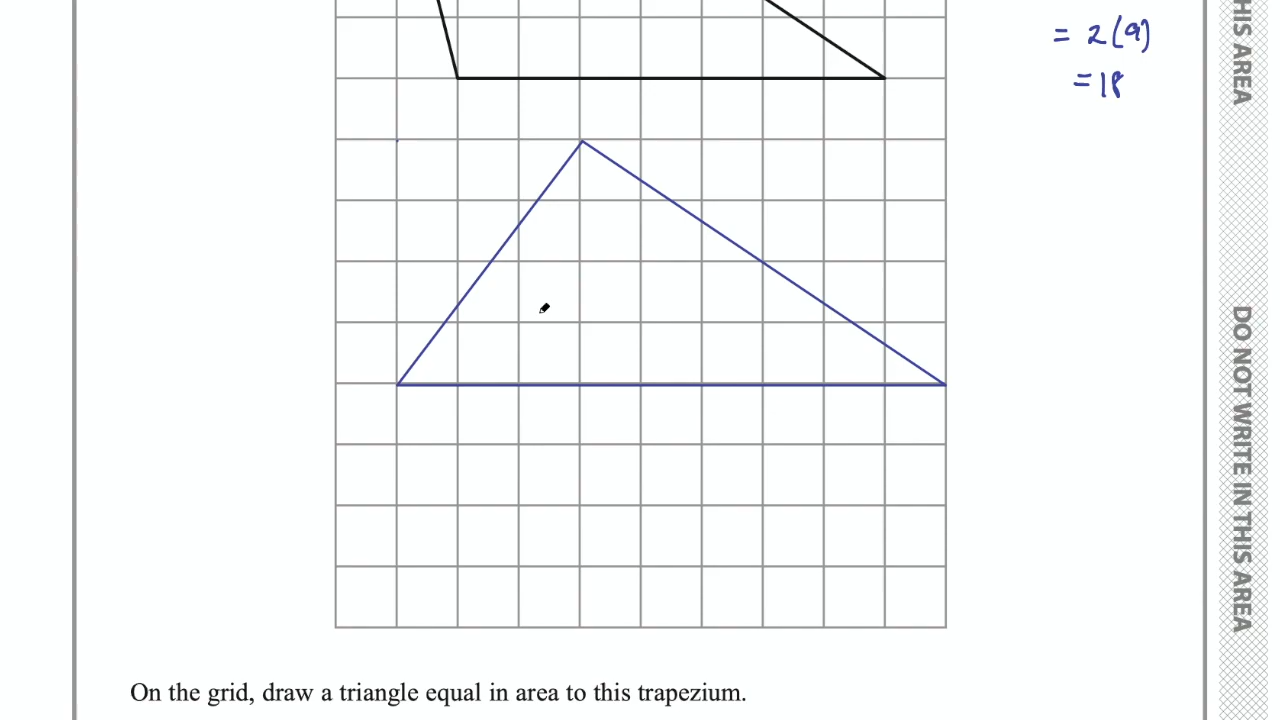 = 2(9)
=18
HIS AREA
DO NOT WRITE IN THIS AREA
On the grid, draw a triangle equal in area to this trapezium.